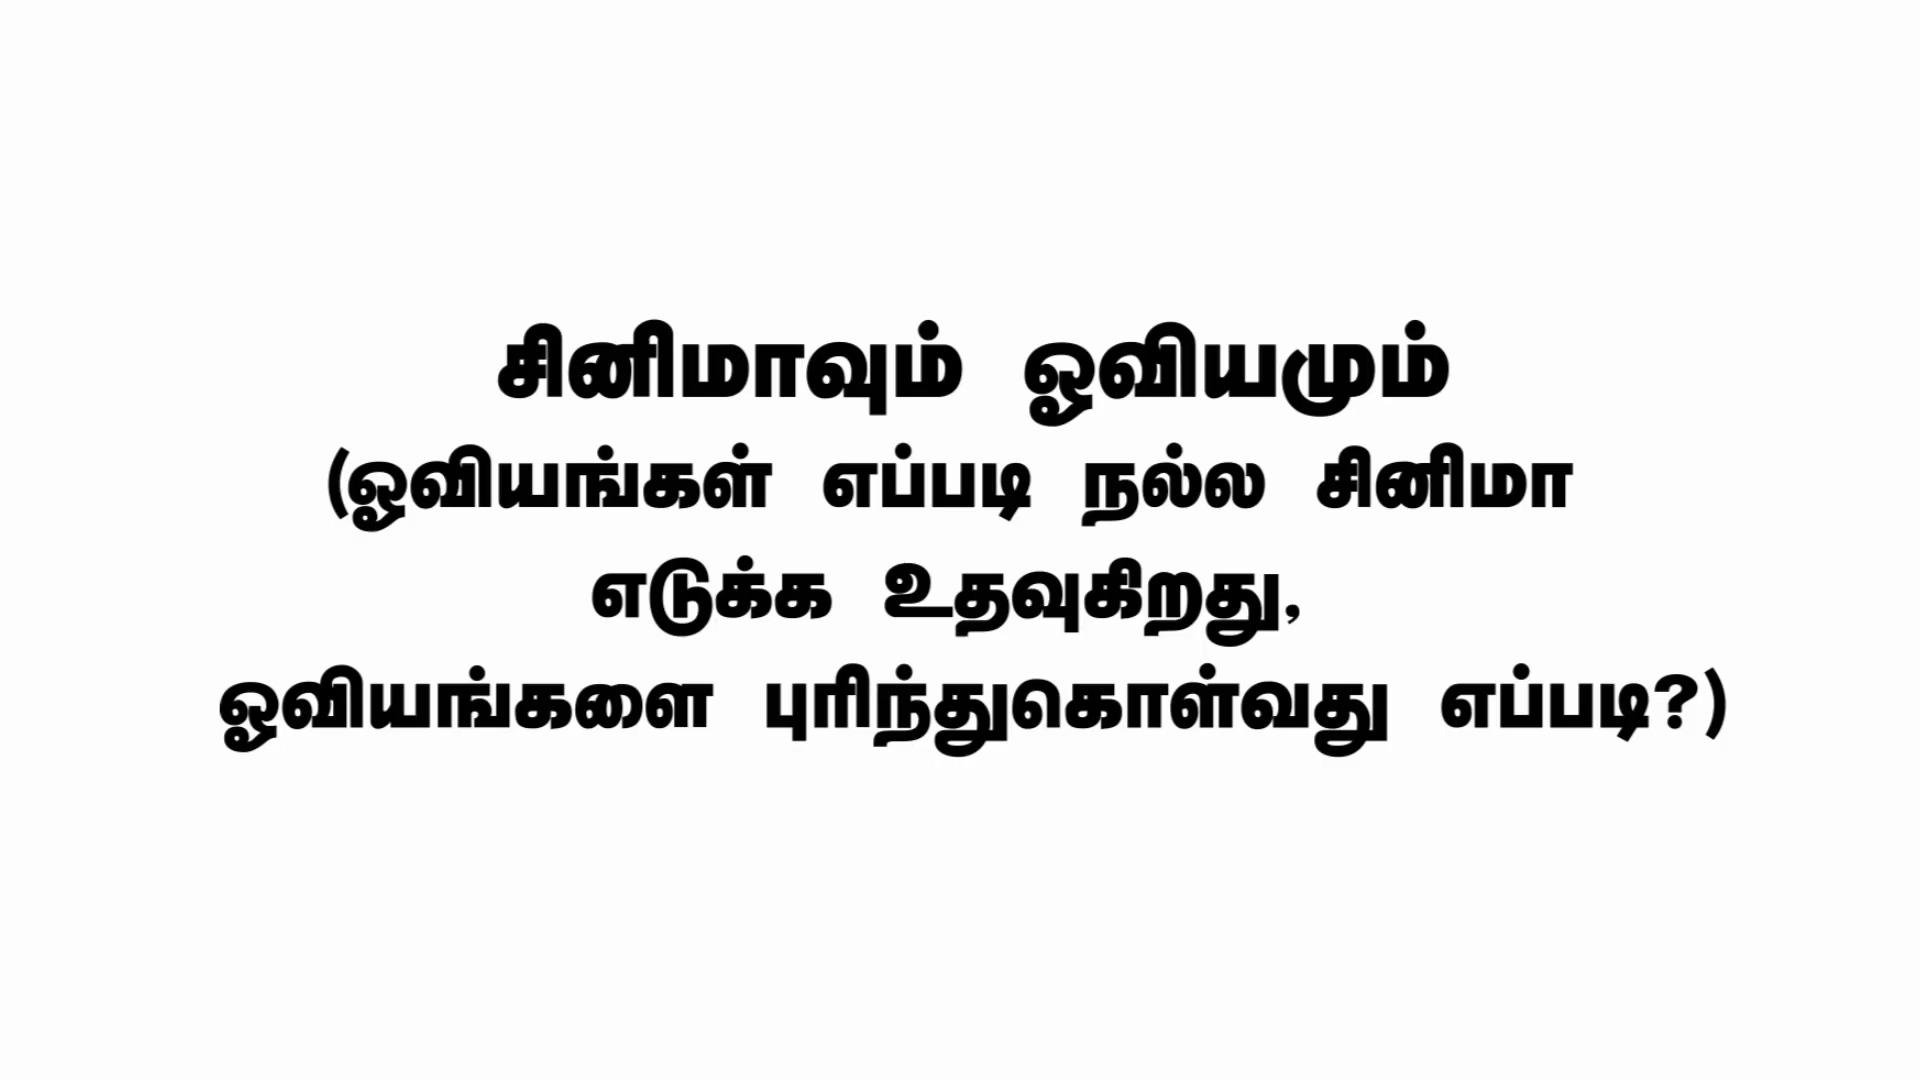 சினிமாவும் ஓவியமும்
(ஓவியங்கள் எப்படி நல்ல சினிமா
எடுக்க உதவுகிறது,
ஓவியங்களை புரிந்துகொள்வது எப்படி?)